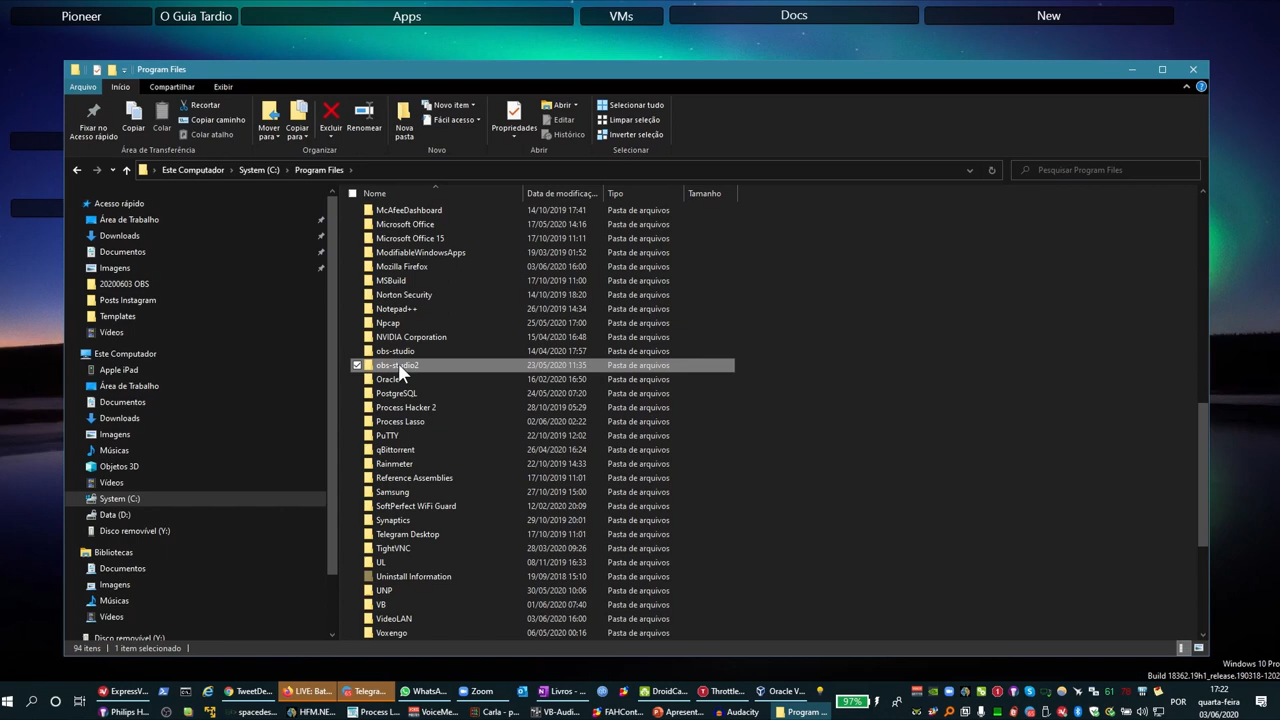 Pioneer O Guia Tardio Apps VMs Docs New
Program Files
Arquivo Início Compartilhar Exibir
Fixar no Acesso rápido
Copiar
Colar
Recortar
Copiar caminho
Colar atalho
Área de Transferência
Mover para
Copiar para
Excluir
Renomear
Organizar
Nova pasta
Novo item
Fácil acesso
Novo
Propriedades
Abrir
Editar
Histórico
Abrir
Selecionar tudo
Limpar seleção
Inverter seleção
Selecionar
Este Computador System (C:) Program Files
Pesquisar Program Files
Acesso rápido
Área de Trabalho
Downloads
Documentos
Imagens
20200603 OBS
Posts Instagram
Templates
Vídeos
Este Computador
Apple iPad
Área de Trabalho
Documentos
Downloads
Imagens
Músicas
Objetos 3D
Vídeos
System (C:)
Data (D:)
Disco removível (Y:)
Bibliotecas
Documentos
Imagens
Músicas
Vídeos
Disco removível (Y:)
Nome Data de modificaç... Tipo Tamanho
McAfeeDashboard 14/10/2019 17:41 Pasta de arquivos
Microsoft Office 17/05/2020 14:16 Pasta de arquivos
Microsoft Office 15 17/10/2019 11:11 Pasta de arquivos
ModifiableWindowsApps 19/03/2019 01:52 Pasta de arquivos
Mozilla Firefox 03/06/2020 16:00 Pasta de arquivos
MSBuild 17/10/2019 11:00 Pasta de arquivos
Norton Security 14/10/2019 18:20 Pasta de arquivos
Notepad++ 26/10/2019 14:34 Pasta de arquivos
Npcap 25/05/2020 17:00 Pasta de arquivos
NVIDIA Corporation 15/04/2020 16:48 Pasta de arquivos
obs-studio 14/04/2020 17:57 Pasta de arquivos
obs-studio2 23/05/2020 11:35 Pasta de arquivos
Oracle 16/02/2020 16:50 Pasta de arquivos
PostgreSQL 24/05/2020 07:20 Pasta de arquivos
Process Hacker 2 28/10/2019 05:29 Pasta de arquivos
Process Lasso 02/06/2020 02:22 Pasta de arquivos
PuTTY 22/10/2019 12:02 Pasta de arquivos
qBittorrent 26/04/2020 16:24 Pasta de arquivos
Rainmeter 22/10/2019 14:33 Pasta de arquivos
Reference Assemblies 17/10/2019 11:01 Pasta de arquivos
Samsung 27/10/2019 15:00 Pasta de arquivos
SoftPerfect WiFi Guard 12/02/2020 20:09 Pasta de arquivos
Synaptics 29/10/2019 20:01 Pasta de arquivos
Telegram Desktop 17/10/2019 11:01 Pasta de arquivos
TightVNC 28/03/2020 09:26 Pasta de arquivos
UL 08/11/2019 16:33 Pasta de arquivos
Uninstall Information 19/09/2018 15:10 Pasta de arquivos
UNP 30/05/2020 10:06 Pasta de arquivos
VB 01/06/2020 07:40 Pasta de arquivos
VideoLAN 03/06/2020 16:00 Pasta de arquivos
Voxengo 06/05/2020 00:16 Pasta de arquivos
94 itens 1 item selecionado
Windows 10 Pro
Build 18362.19h1_release.190318-1202
ExpressV... TweetDe... LIVE: Bat... Telegra... WhatsA... Zoom Livros - ... DroidCa... Throttle... Oracle V... 97% POR 17:22
quarta-feira
Philips H... spacedes... HFM.NE... Process L... VoiceMe... Carla - p... VB-Audi... FAHCont... Apresent... Audacity Program ... 03/06/2020